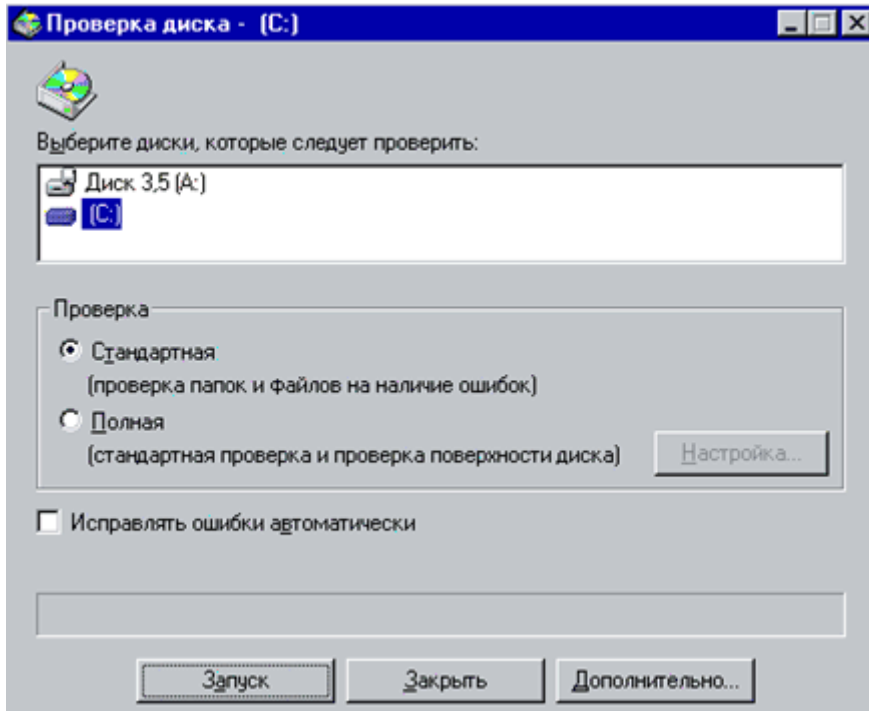 Проверка диска - (C:)
Выберите диски, которые следует проверить:
Диск 3,5 (A:)
(C:)
Проверка
Стандартная
(проверка папок и файлов на наличие ошибок)
Полная
(стандартная проверка и проверка поверхности диска)
Настройка...
Исправлять ошибки автоматически
Запуск
Закрыть
Дополнительно...